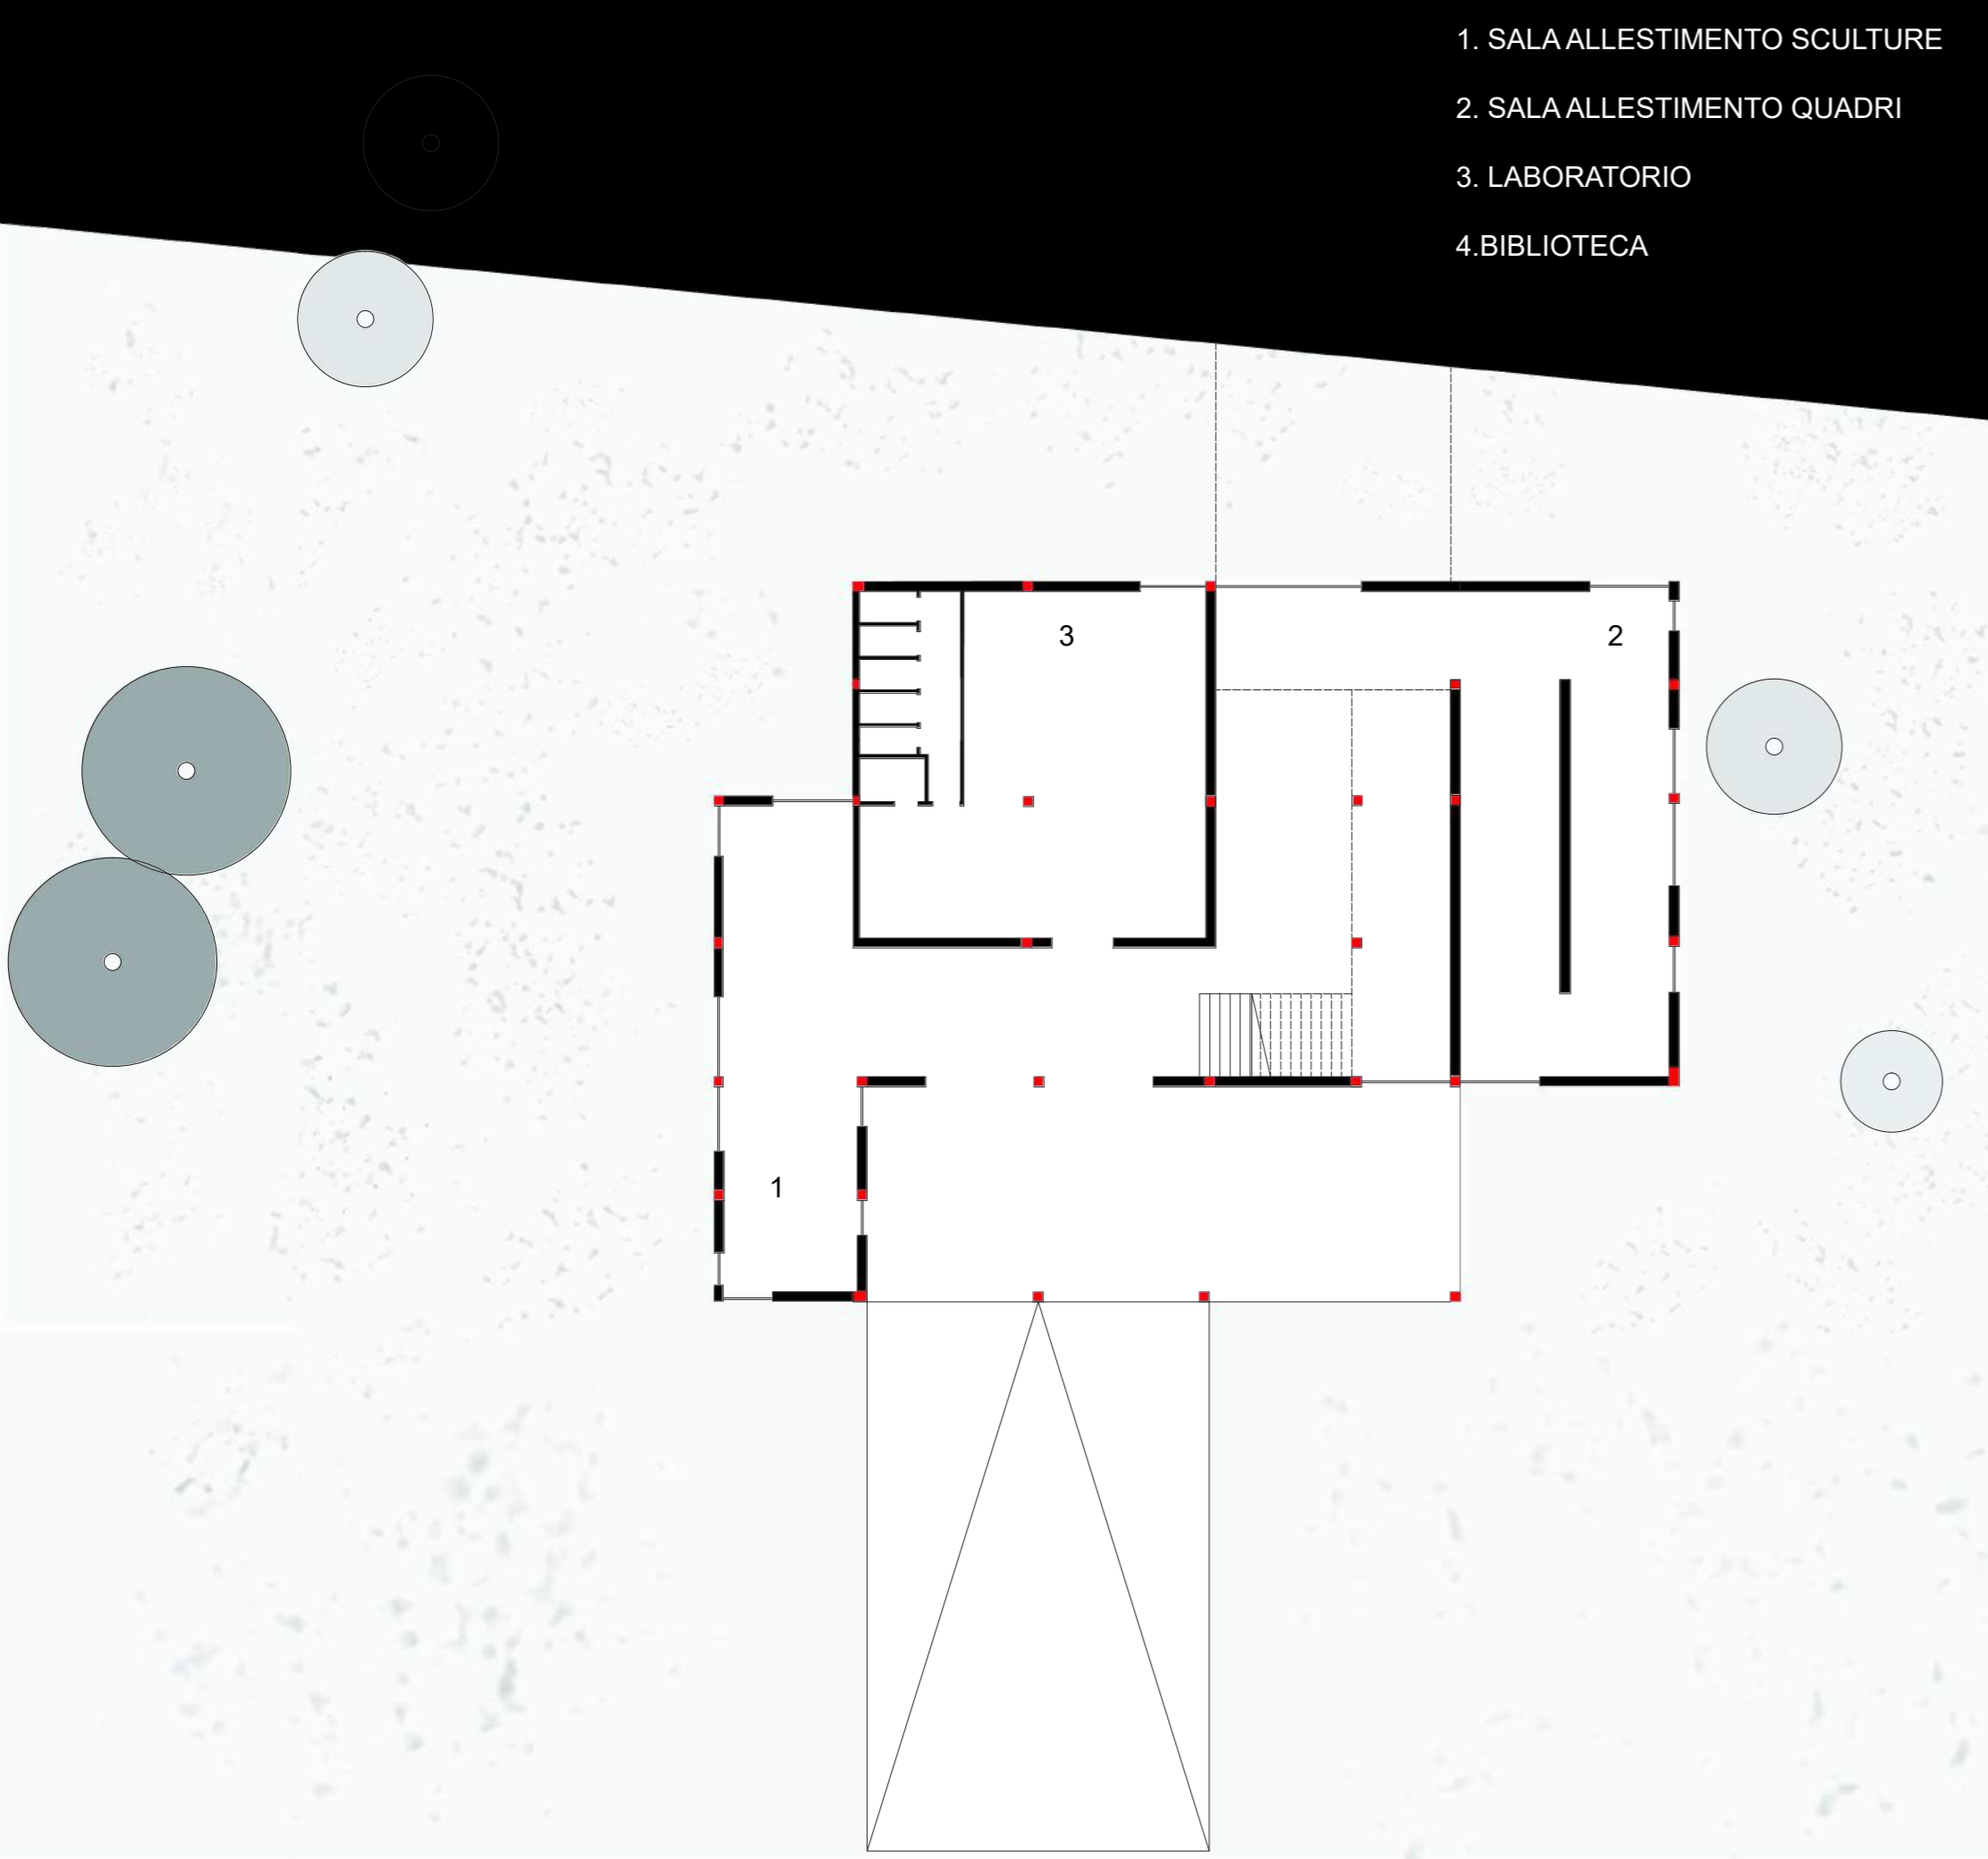 1. SALA ALLESTIMENTO SCULTURE
2. SALA ALLESTIMENTO QUADRI
3. LABORATORIO
4.BIBLIOTECA
3
2
1